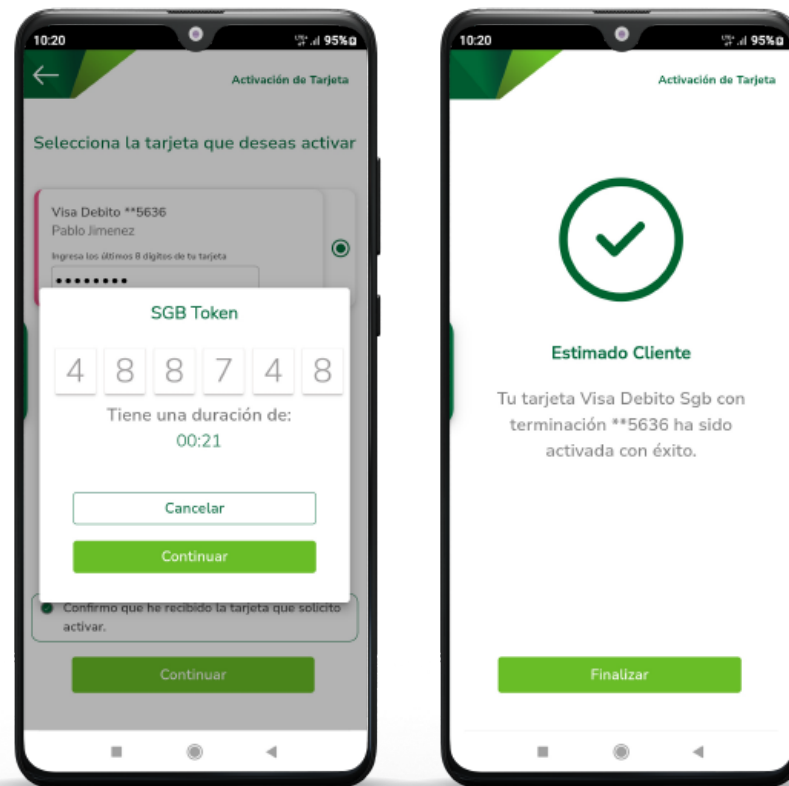 10:20
95%
Activación de Tarjeta
Selecciona la tarjeta que deseas activar
Visa Debito **5636
Pablo Jimenez
Ingresa los últimos 8 dígitos de tu tarjeta
••••••••
SGB Token
4 8 8 7 4 8
Tiene una duración de:
00:21
Cancelar
Continuar
Confirmo que he recibido la tarjeta que solicito
activar.
Continuar
10:20
95%
Activación de Tarjeta
Estimado Cliente
Tu tarjeta Visa Debito Sgb con
terminación **5636 ha sido
activada con éxito.
Finalizar